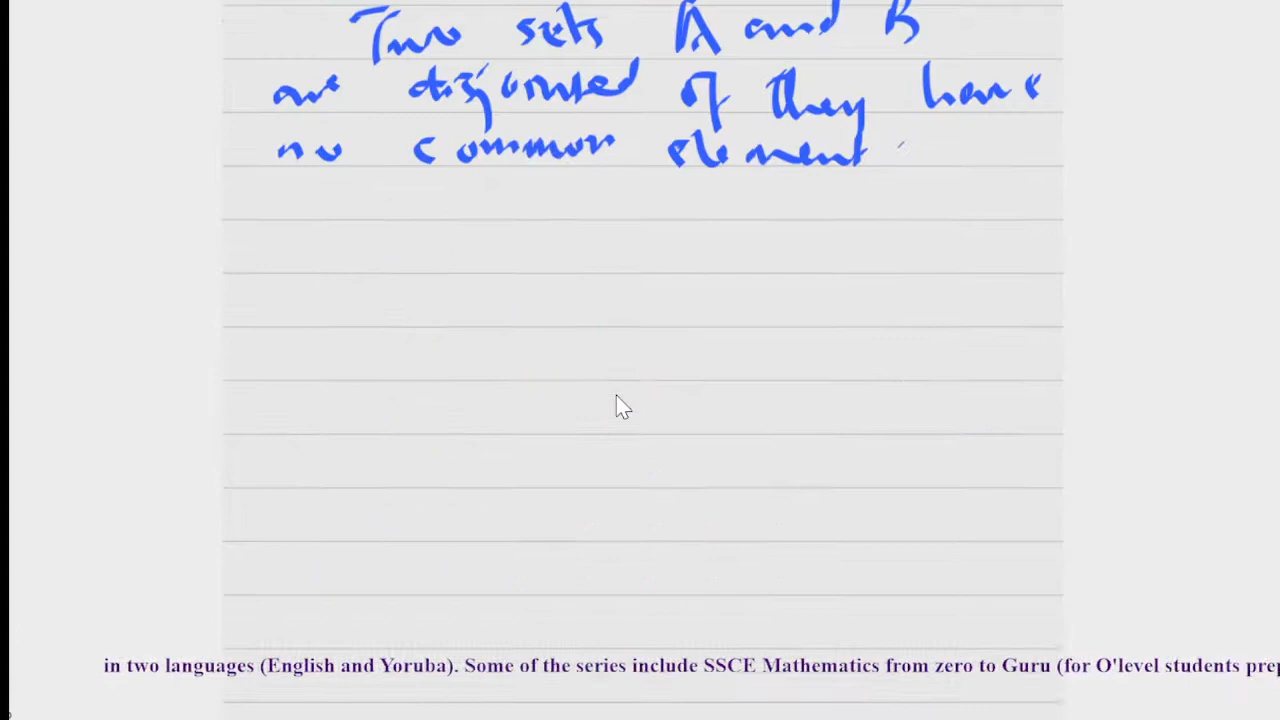 Two sets A and B
are disjointed if they have
no common element.
in two languages (English and Yoruba). Some of the series include SSCE Mathematics from zero to Guru (for O'level students prep